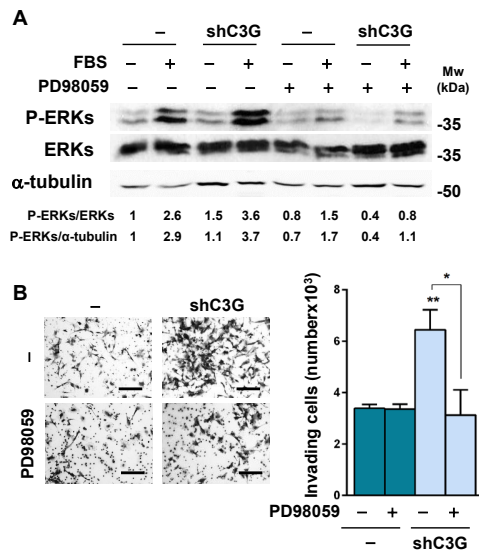 A
– shC3G – shC3G
FBS – + – + – + – + Mw
PD98059 – – – – + + + + (kDa)
P-ERKs -35
ERKs -35
α-tubulin -50
P-ERKs/ERKs 1 2.6 1.5 3.6 0.8 1.5 0.4 0.8
P-ERKs/α-tubulin 1 2.9 1.1 3.7 0.7 1.7 0.4 1.1
B
– shC3G
–
PD98059
Invading cells (numberx10³)
8
6
4
2
0
**
*
PD98059 – + – +
– shC3G